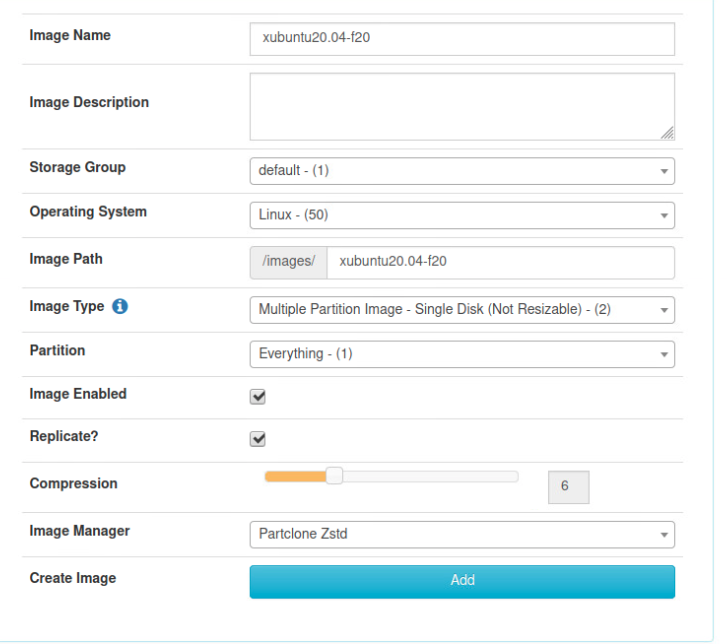 Image Name
xubuntu20.04-f20
Image Description
Storage Group
default - (1)
Operating System
Linux - (50)
Image Path
/images/ xubuntu20.04-f20
Image Type i
Multiple Partition Image - Single Disk (Not Resizable) - (2)
Partition
Everything - (1)
Image Enabled
Replicate?
Compression
6
Image Manager
Partclone Zstd
Create Image
Add